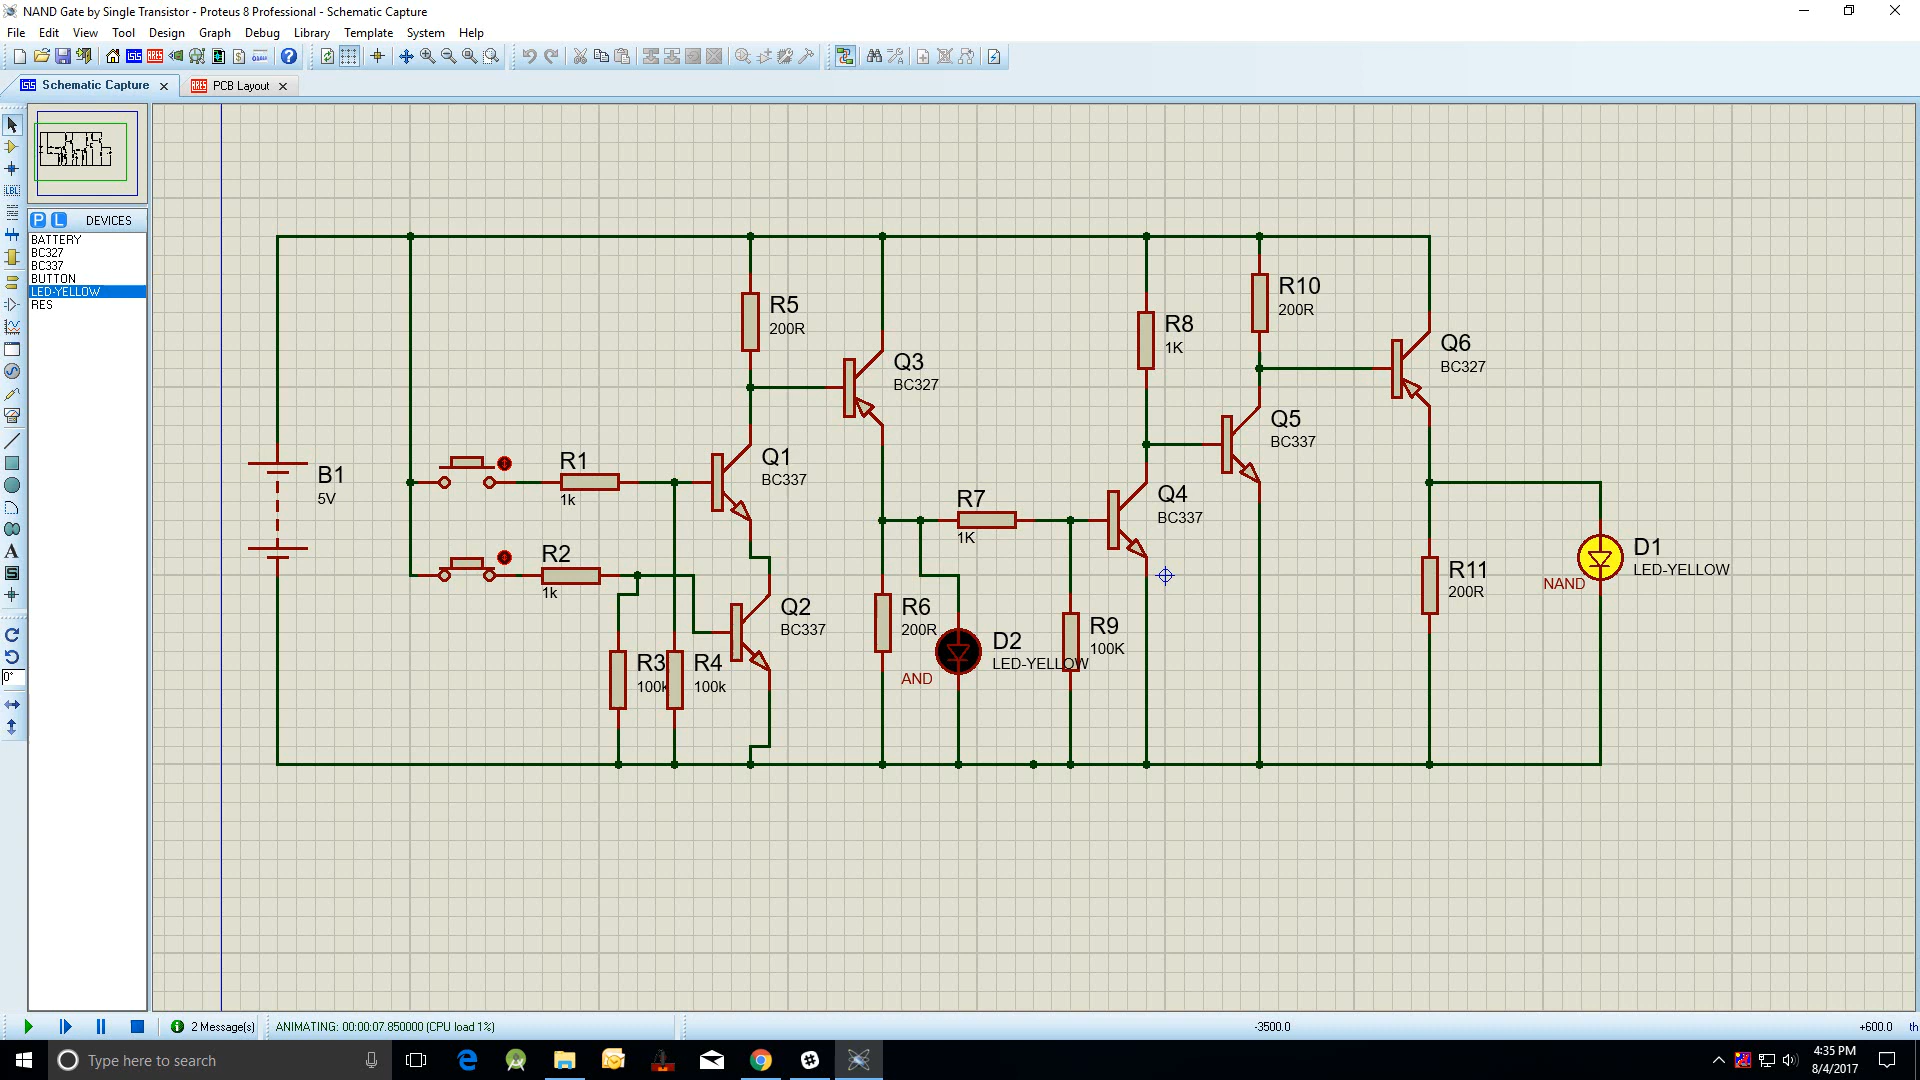 NAND Gate by Single Transistor - Proteus 8 Professional - Schematic Capture
File Edit View Tool Design Graph Debug Library Template System Help
Schematic Capture
PCB Layout
LBL
P L DEVICES
BATTERY
BC327
BC337
BUTTON
LED-YELLOW
RES
A
S
0°
B1
5V
R1
1k
R2
1k
R3
100k
R4
100k
R5
200R
Q1
BC337
Q2
BC337
Q3
BC327
R6
200R
AND
D2
LED-YELLOW
R7
1K
R9
100K
R8
1K
Q4
BC337
R10
200R
Q5
BC337
Q6
BC327
R11
200R
NAND
D1
LED-YELLOW
2 Message(s)
ANIMATING: 00:00:07.850000 (CPU load 1%)
-3500.0
+600.0
th
Type here to search
4:35 PM
8/4/2017